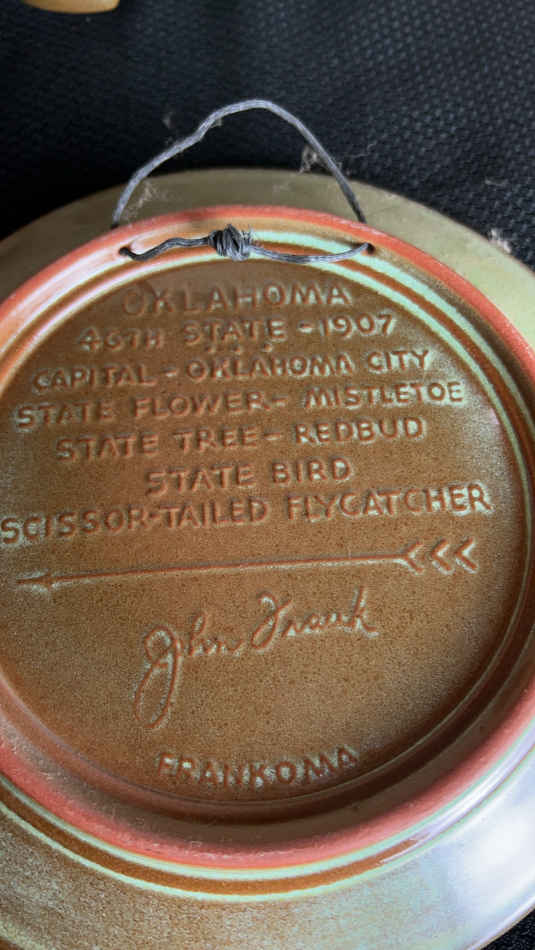 OKLAHOMA
46TH STATE - 1907
CAPITAL - OKLAHOMA CITY
STATE FLOWER - MISTLETOE
STATE TREE - REDBUD
STATE BIRD
SCISSOR-TAILED FLYCATCHER
John Frank
FRANKOMA